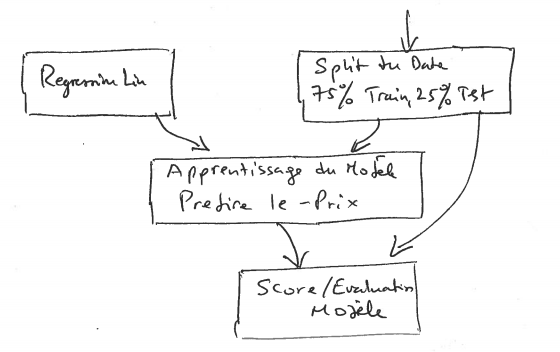 Regression Lin
Split du Data
75% Train, 25% Test
Apprentissage du Modèle
Predire le - Prix
Score/Evaluation
Modèle